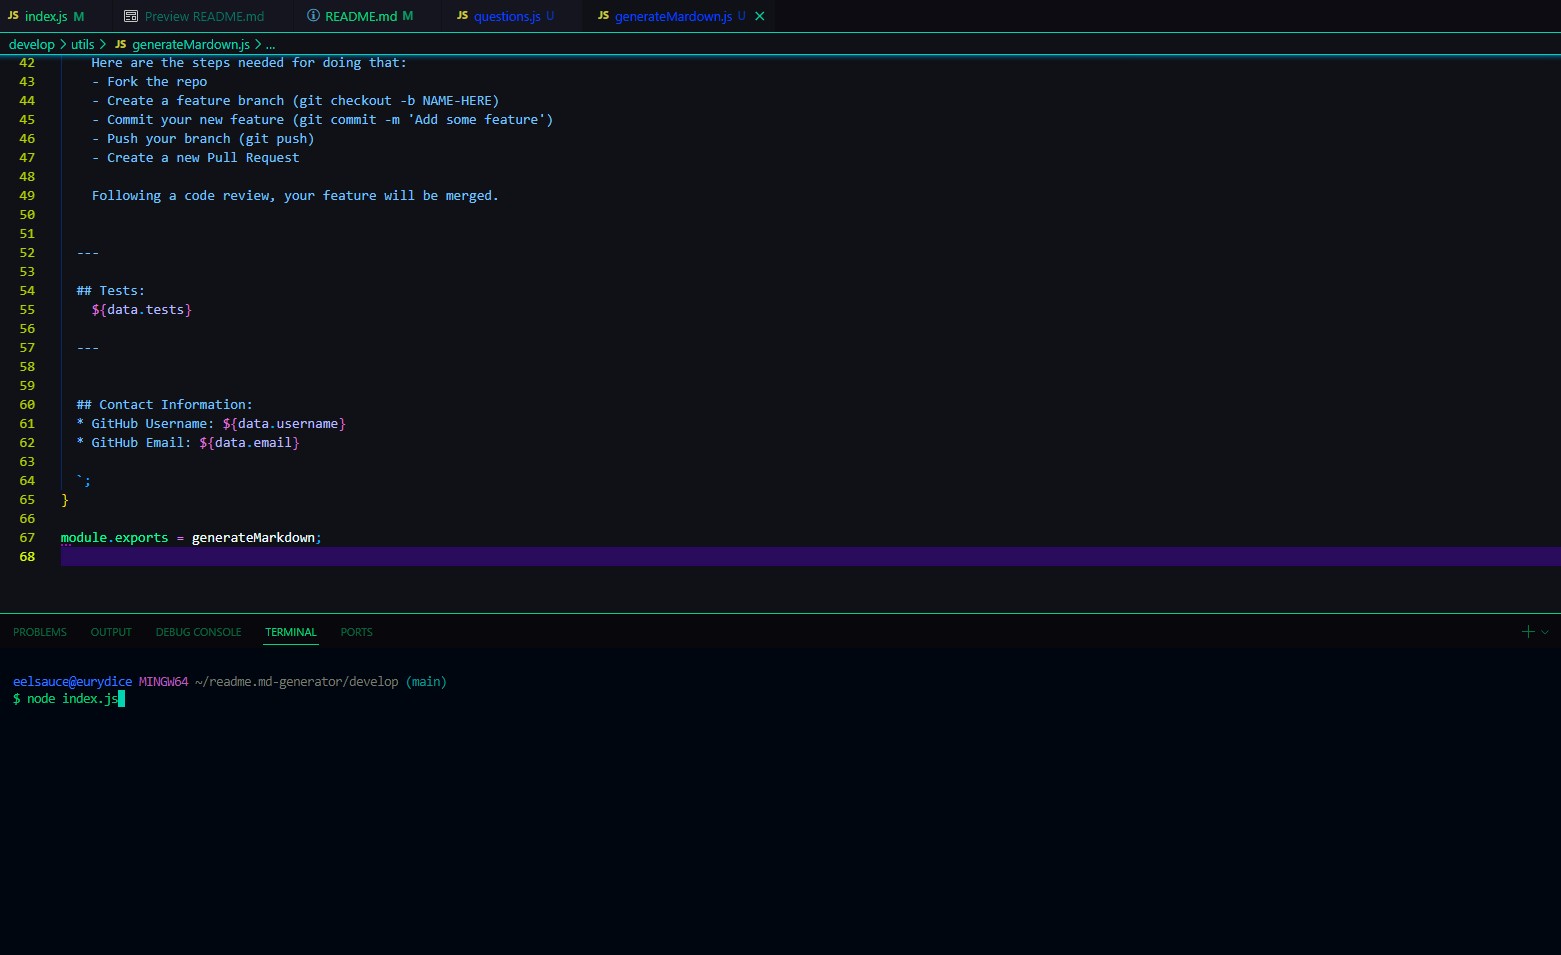 JS index.js M Preview README.md README.md M JS questions.js U JS generateMardown.js U
develop > utils > JS generateMardown.js > ...
42 Here are the steps needed for doing that:
43 - Fork the repo
44 - Create a feature branch (git checkout -b NAME-HERE)
45 - Commit your new feature (git commit -m 'Add some feature')
46 - Push your branch (git push)
47 - Create a new Pull Request
48
49 Following a code review, your feature will be merged.
50
51
52 ---
53
54 ## Tests:
55 ${data.tests}
56
57 ---
58
59
60 ## Contact Information:
61 * GitHub Username: ${data.username}
62 * GitHub Email: ${data.email}
63
64 `;
65 }
66
67 module.exports = generateMarkdown;
68
PROBLEMS OUTPUT DEBUG CONSOLE TERMINAL PORTS
eelsauce@eurydice MINGW64 ~/readme.md-generator/develop (main)
$ node index.js